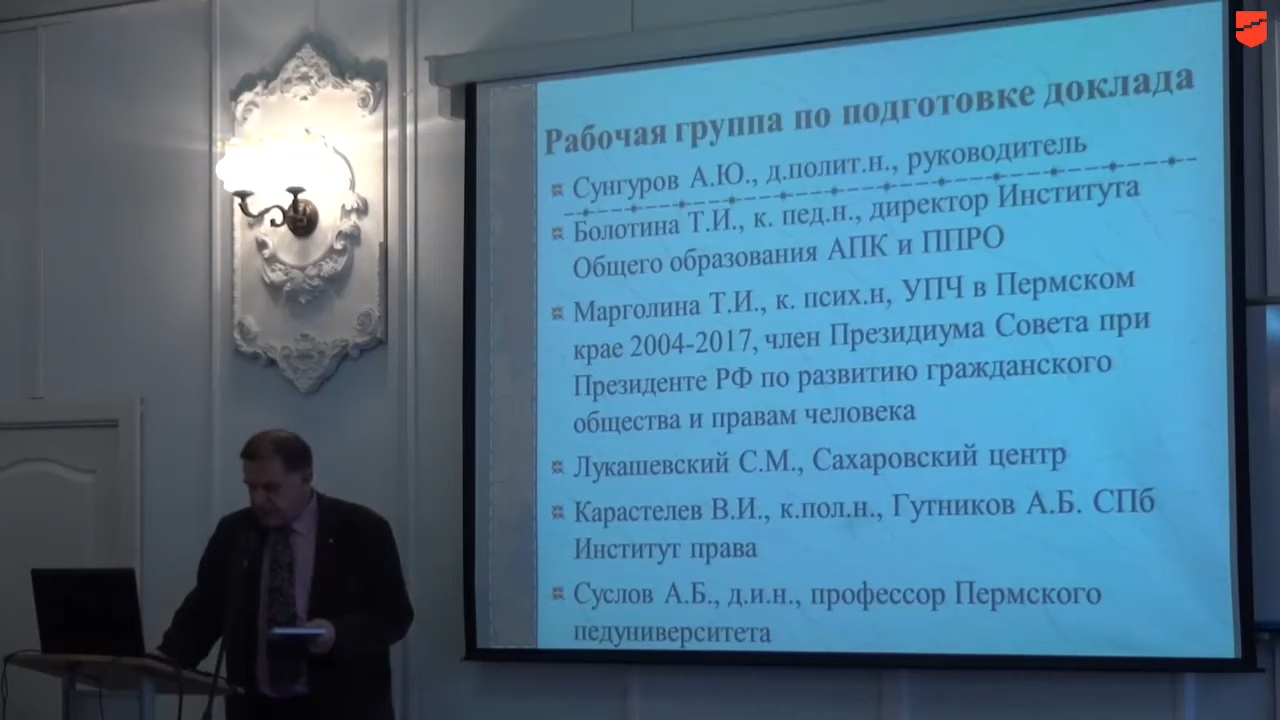 Рабочая группа по подготовке доклада
Сунгуров А.Ю., д.полит.н., руководитель
Болотина Т.И., к. пед.н., директор Института
Общего образования АПК и ППРО
Марголина Т.И., к. псих.н, УПЧ в Пермском
крае 2004-2017, член Президиума Совета при
Президенте РФ по развитию гражданского
общества и правам человека
Лукашевский С.М., Сахаровский центр
Карастелев В.И., к.пол.н., Гутников А.Б. СПб
Институт права
Суслов А.Б., д.и.н., профессор Пермского
педуниверситета